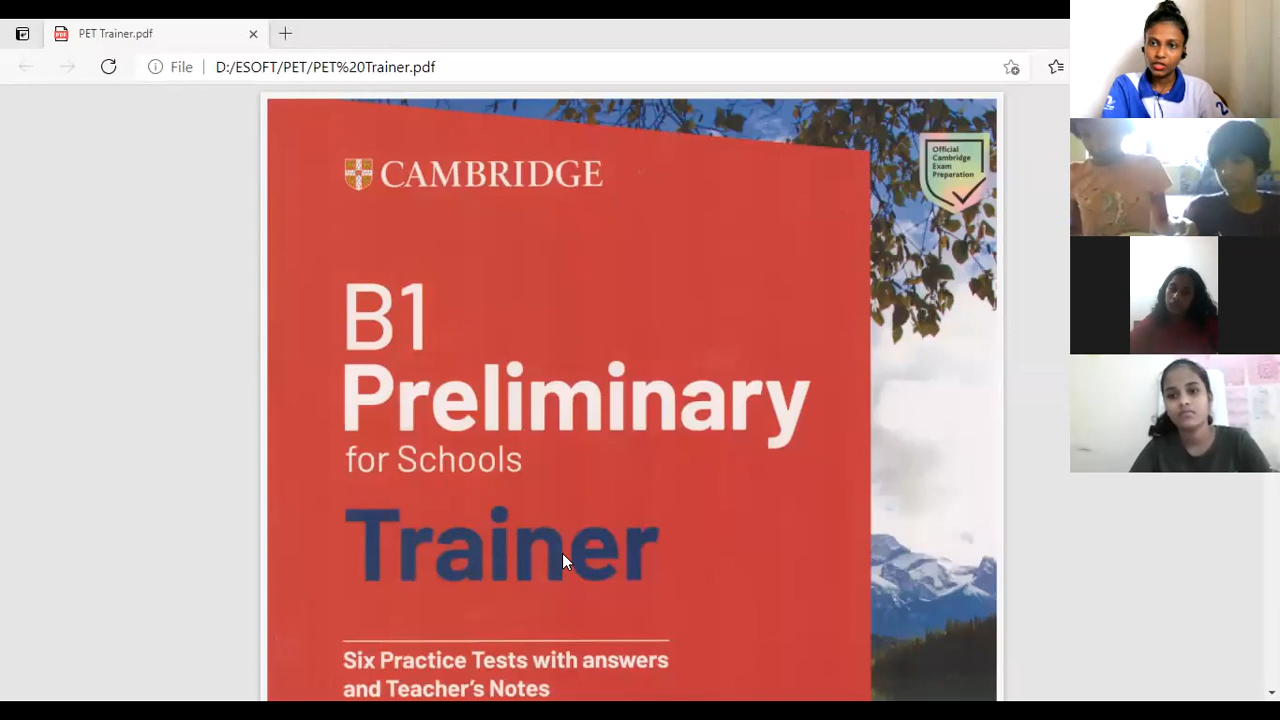 PET Trainer.pdf
File
D:/ESOFT/PET/PET%20Trainer.pdf
CAMBRIDGE
Official
Cambridge
Exam
Preparation
B1
Preliminary
for Schools
Trainer
Six Practice Tests with answers
and Teacher's Notes